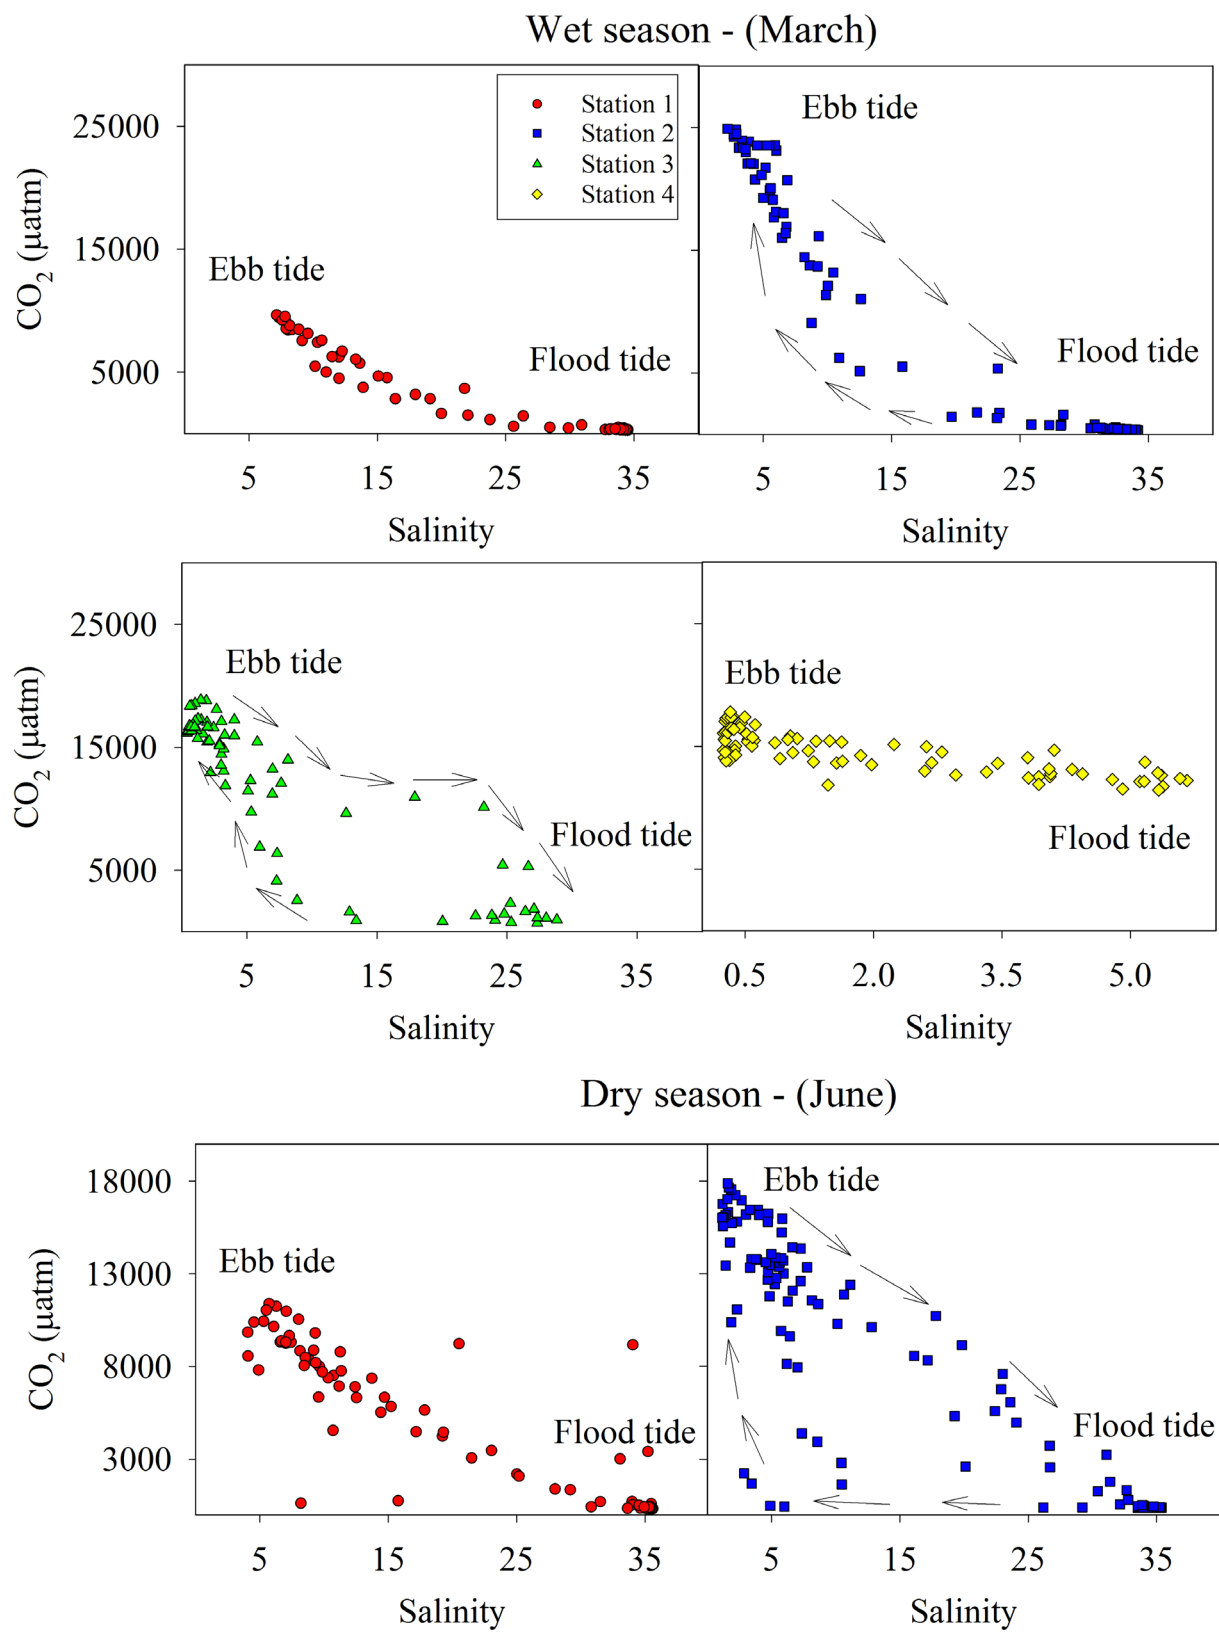 Wet season - (March)
Station 1
Station 2
Station 3
Station 4
25000
15000
5000
CO2 (μatm)
Ebb tide
Flood tide
5 15 25 35
Salinity
Ebb tide
Flood tide
5 15 25 35
Salinity
25000
15000
5000
CO2 (μatm)
Ebb tide
Flood tide
5 15 25 35
Salinity
Ebb tide
Flood tide
0.5 2.0 3.5 5.0
Salinity
Dry season - (June)
18000
13000
8000
3000
CO2 (μatm)
Ebb tide
Flood tide
5 15 25 35
Salinity
Ebb tide
Flood tide
5 15 25 35
Salinity